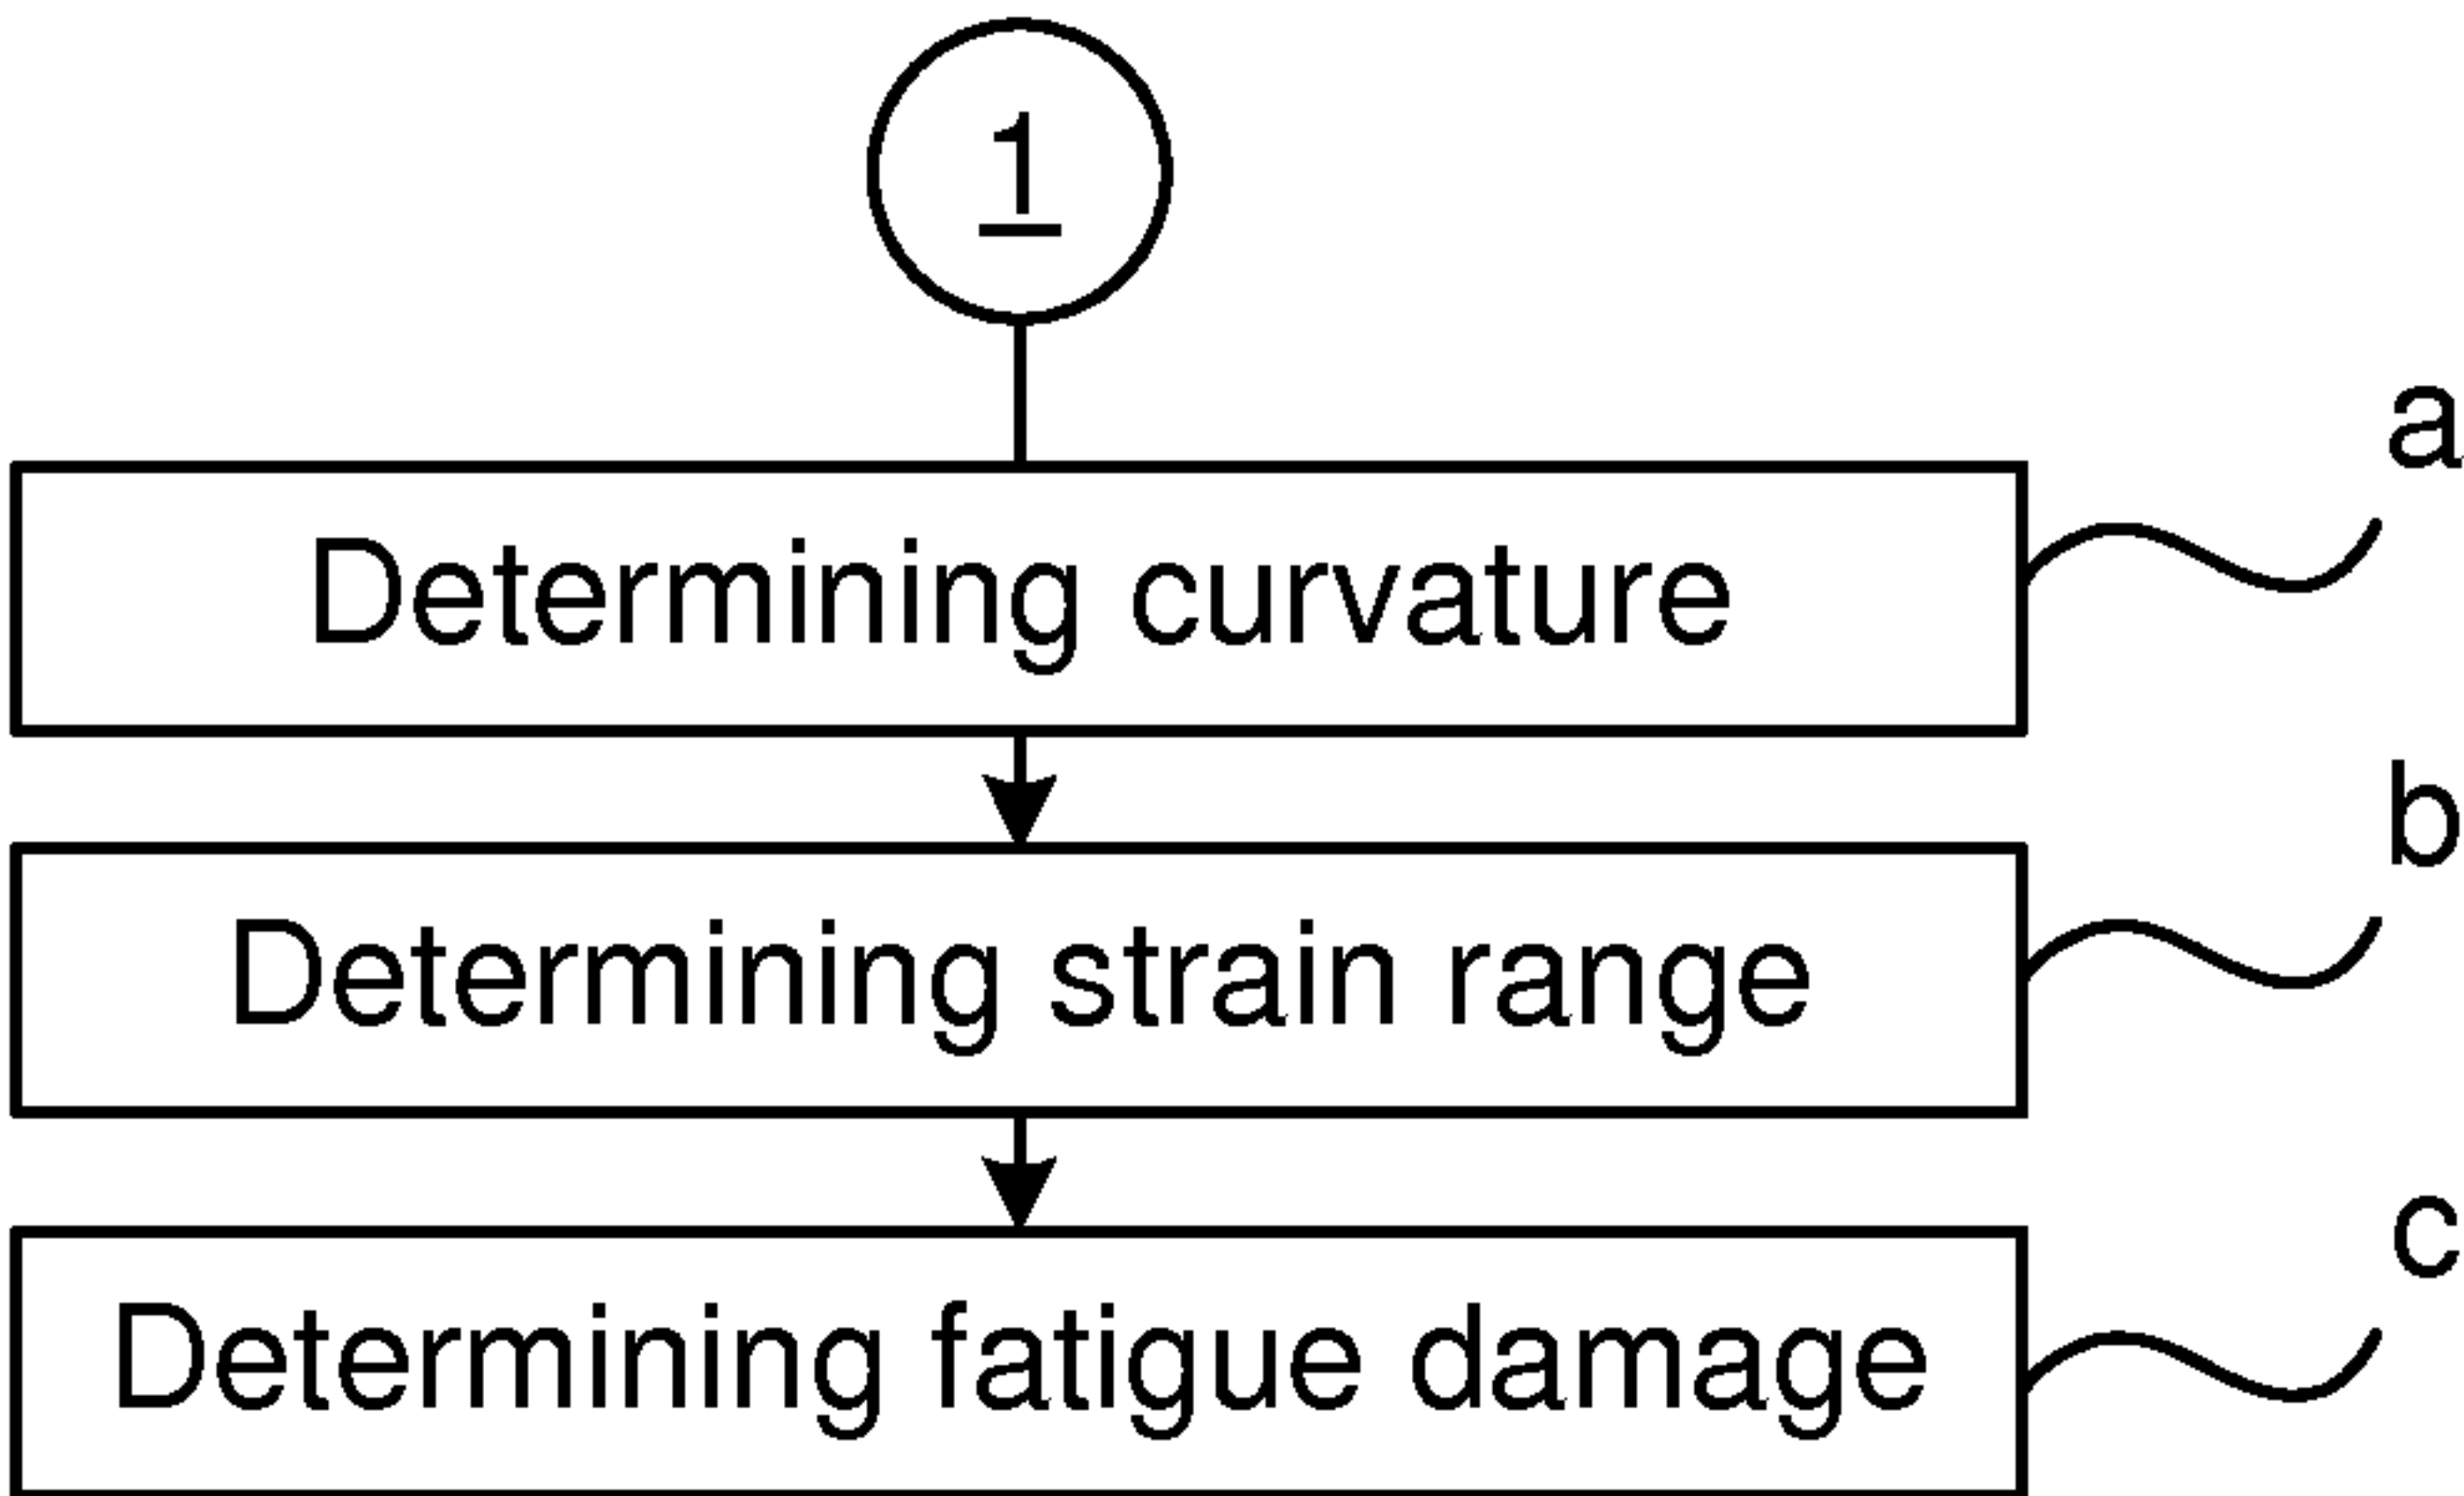 1
a
Determining curvature
b
Determining strain range
c
Determining fatigue damage